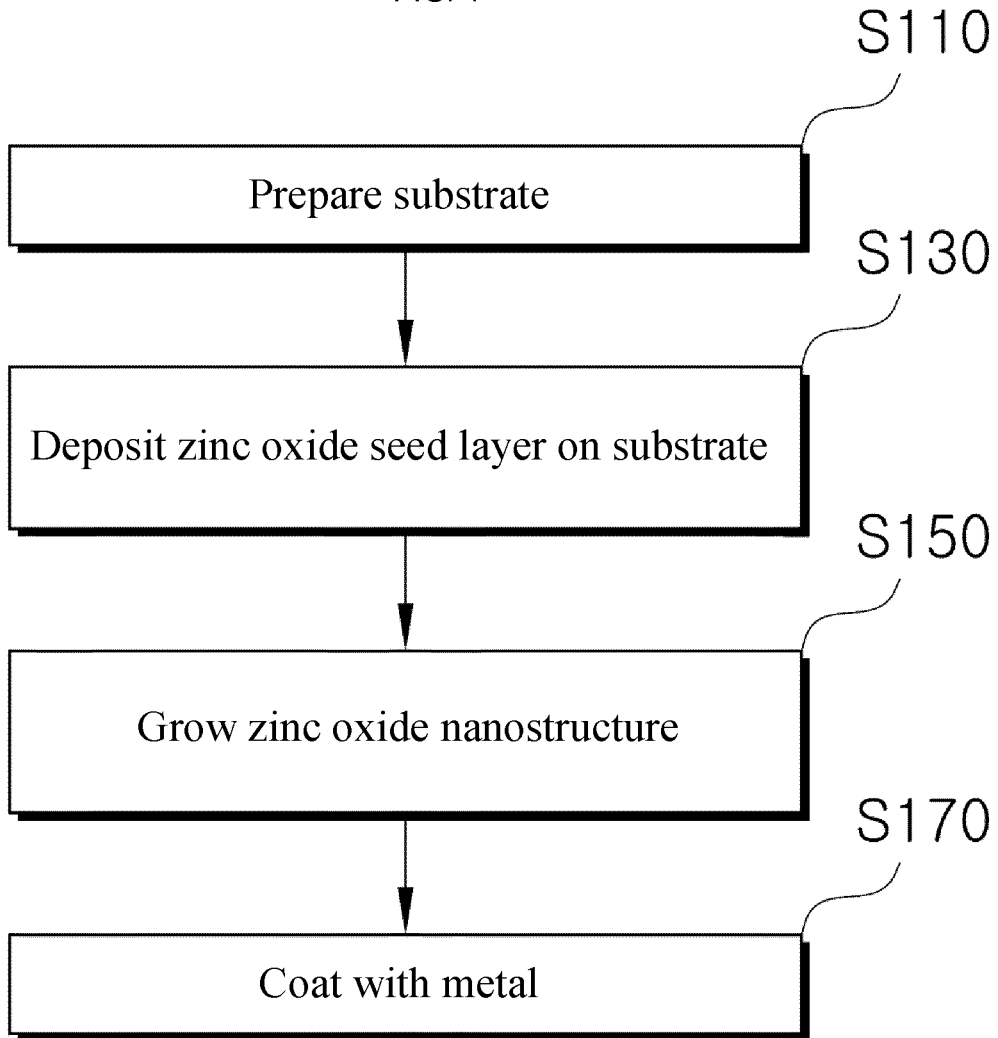 S110
Prepare substrate
S130
Deposit zinc oxide seed layer on substrate
S150
Grow zinc oxide nanostructure
S170
Coat with metal